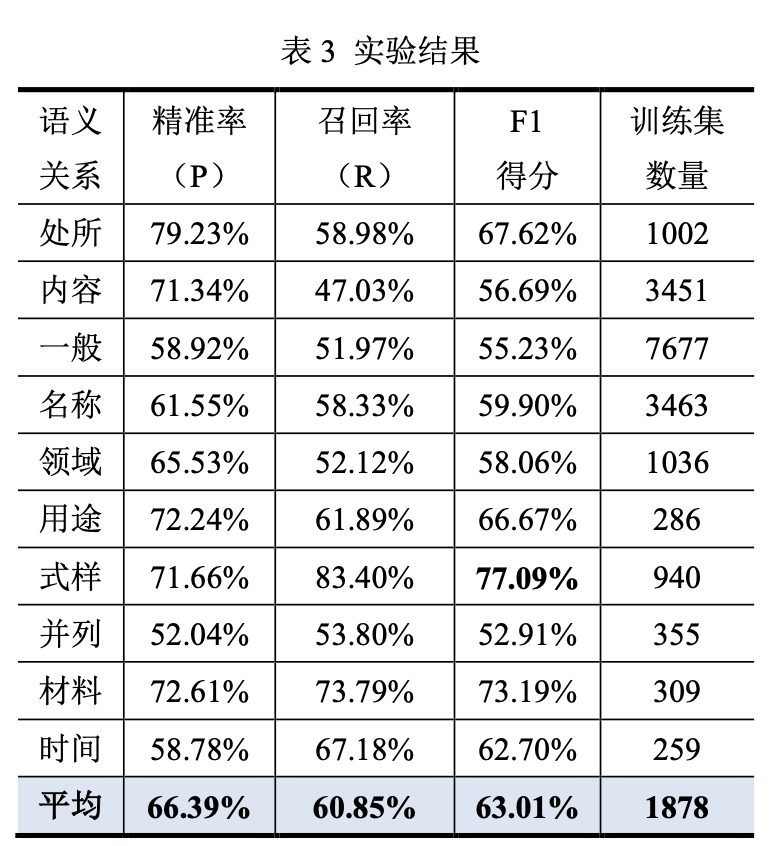 表 3 实验结果
语义 精准率 召回率 F1 训练集
关系 （P） （R） 得分 数量
处所 79.23% 58.98% 67.62% 1002
内容 71.34% 47.03% 56.69% 3451
一般 58.92% 51.97% 55.23% 7677
名称 61.55% 58.33% 59.90% 3463
领域 65.53% 52.12% 58.06% 1036
用途 72.24% 61.89% 66.67% 286
式样 71.66% 83.40% 77.09% 940
并列 52.04% 53.80% 52.91% 355
材料 72.61% 73.79% 73.19% 309
时间 58.78% 67.18% 62.70% 259
平均 66.39% 60.85% 63.01% 1878